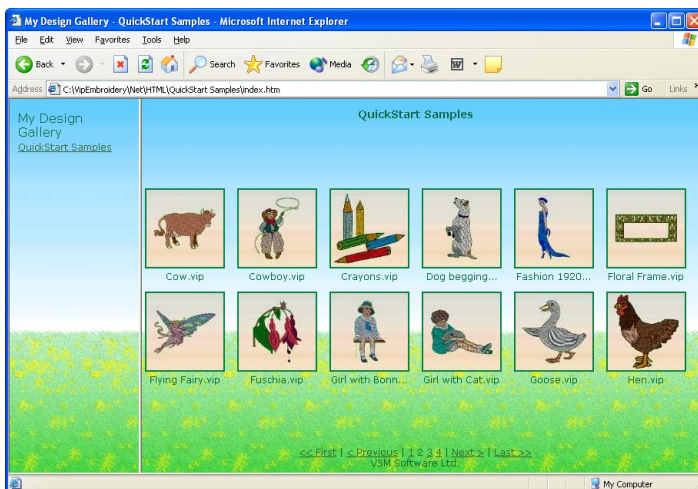 My Design Gallery - QuickStart Samples - Microsoft Internet Explorer
File Edit View Favorites Tools Help
Back Search Favorites Media
Address C:\VipEmbroidery\Net\HTML\QuickStart Samples\index.htm Go Links »
My Design
Gallery
QuickStart Samples
QuickStart Samples
Cow.vip Cowboy.vip Crayons.vip Dog begging... Fashion 1920... Floral Frame.vip
Flying Fairy.vip Fuschia.vip Girl with Bonn... Girl with Cat.vip Goose.vip Hen.vip
<< First | < Previous | 1 2 3 4 | Next > | Last >>
VSM Software Ltd.
My Computer